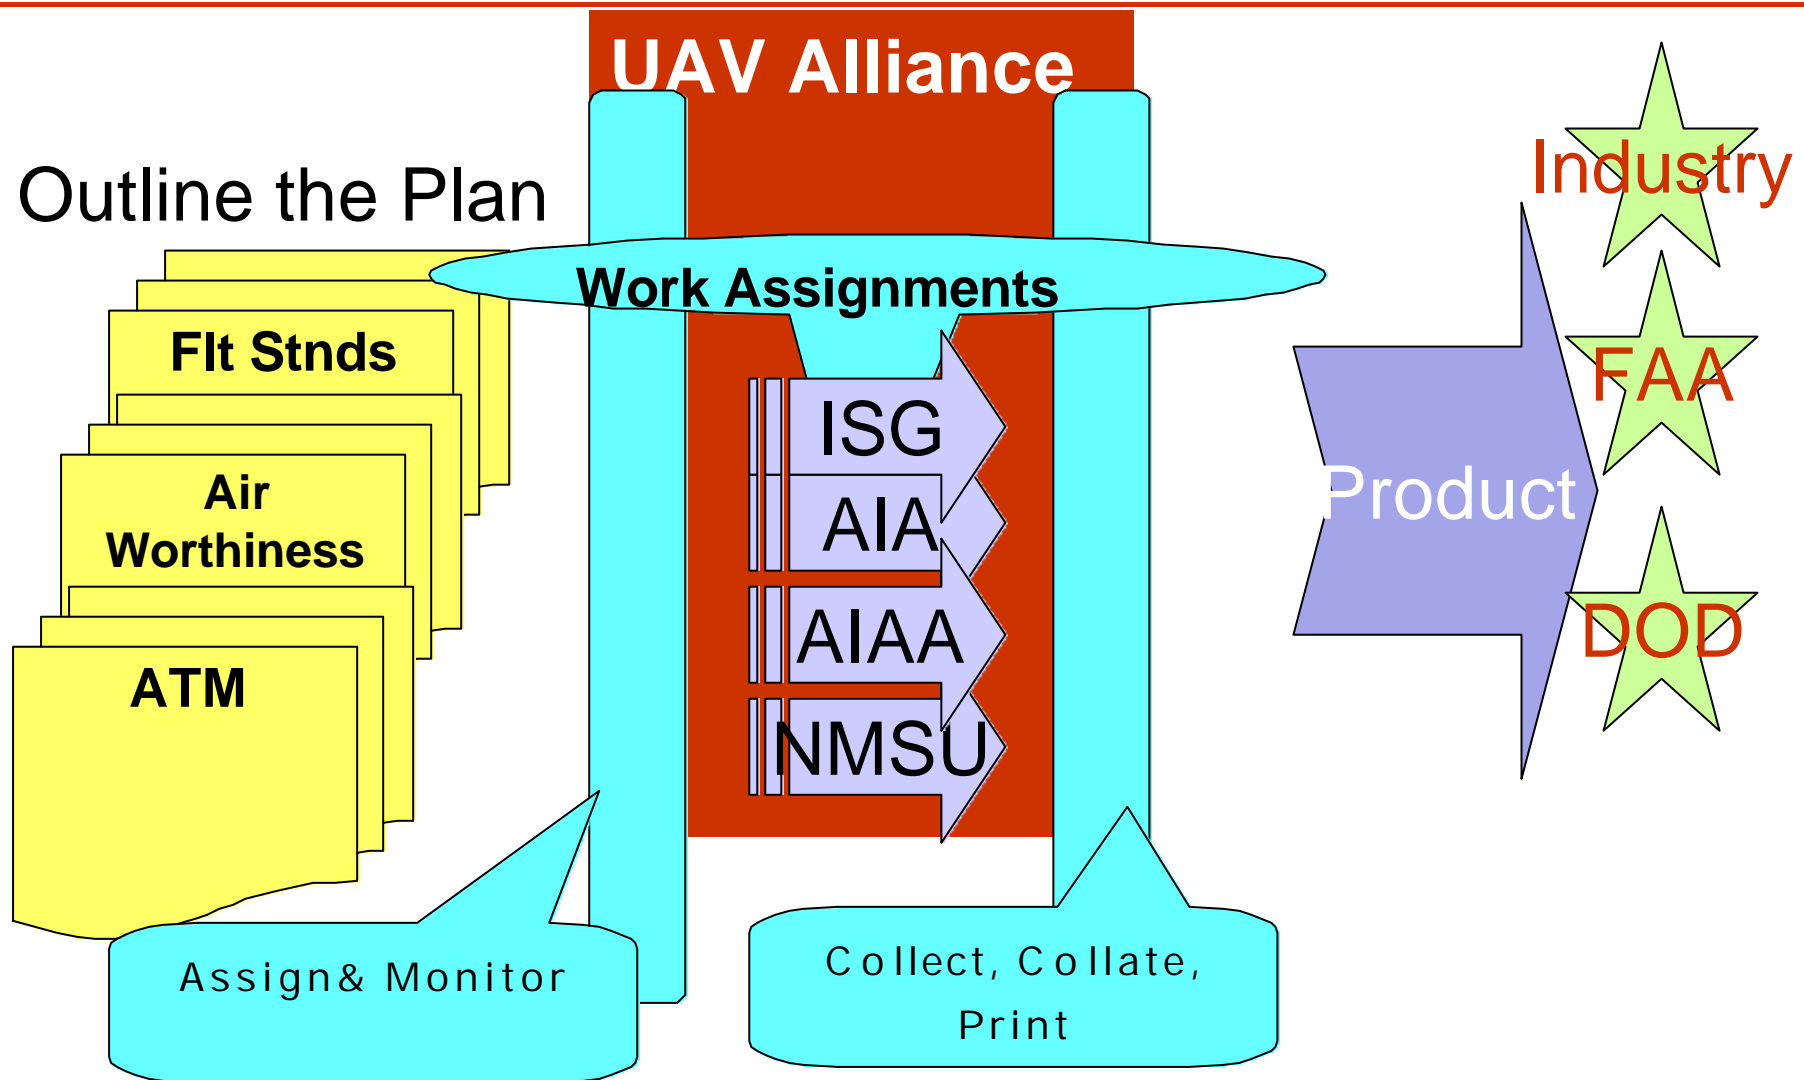 UAV Alliance
Outline the Plan
Flt Stnds
Air
Worthiness
ATM
Work Assignments
ISG
AIA
AIAA
NMSU
Assign& Monitor
Collect, Collate,
Print
Product
Industry
FAA
DOD